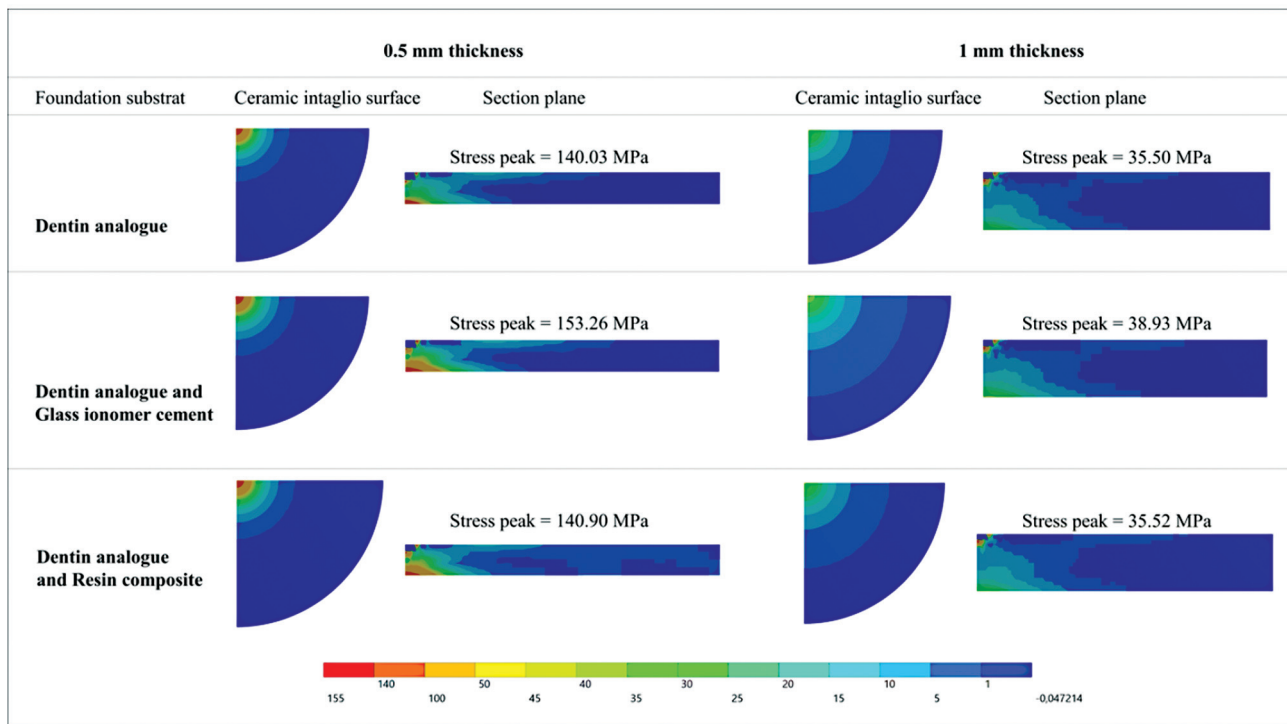 0.5 mm thickness
1 mm thickness
Foundation substrat
Ceramic intaglio surface
Section plane
Ceramic intaglio surface
Section plane
Dentin analogue
Stress peak = 140.03 MPa
Stress peak = 35.50 MPa
Dentin analogue and
Glass ionomer cement
Stress peak = 153.26 MPa
Stress peak = 38.93 MPa
Dentin analogue
and Resin composite
Stress peak = 140.90 MPa
Stress peak = 35.52 MPa
140 50 40 30 20 10 1
155 100 45 35 25 15 5 -0,047214